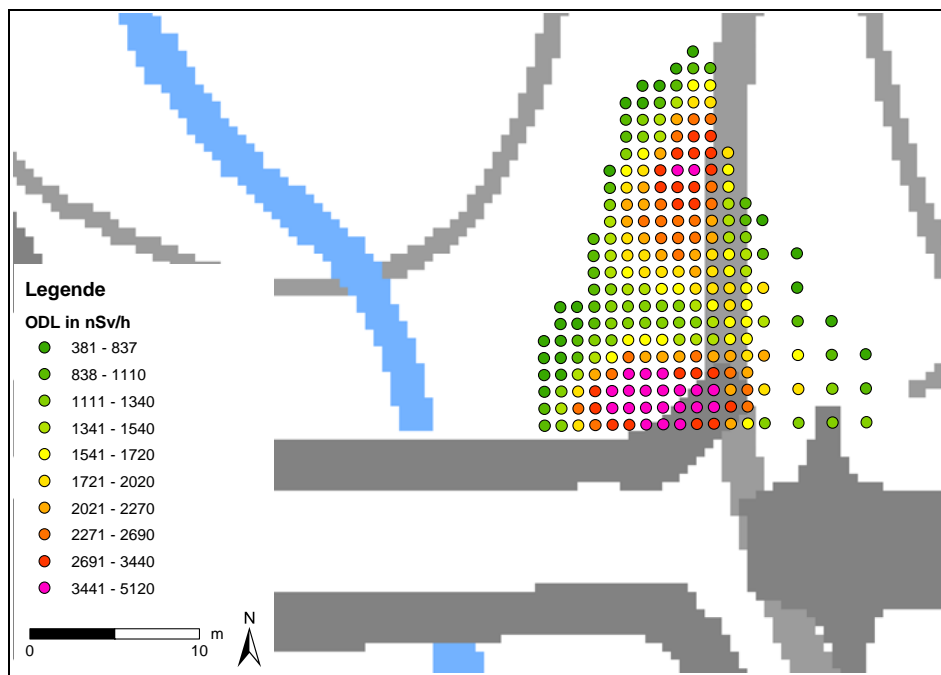 Legende
ODL in nSv/h
381 - 837
838 - 1110
1111 - 1340
1341 - 1540
1541 - 1720
1721 - 2020
2021 - 2270
2271 - 2690
2691 - 3440
3441 - 5120
N
m
0 10